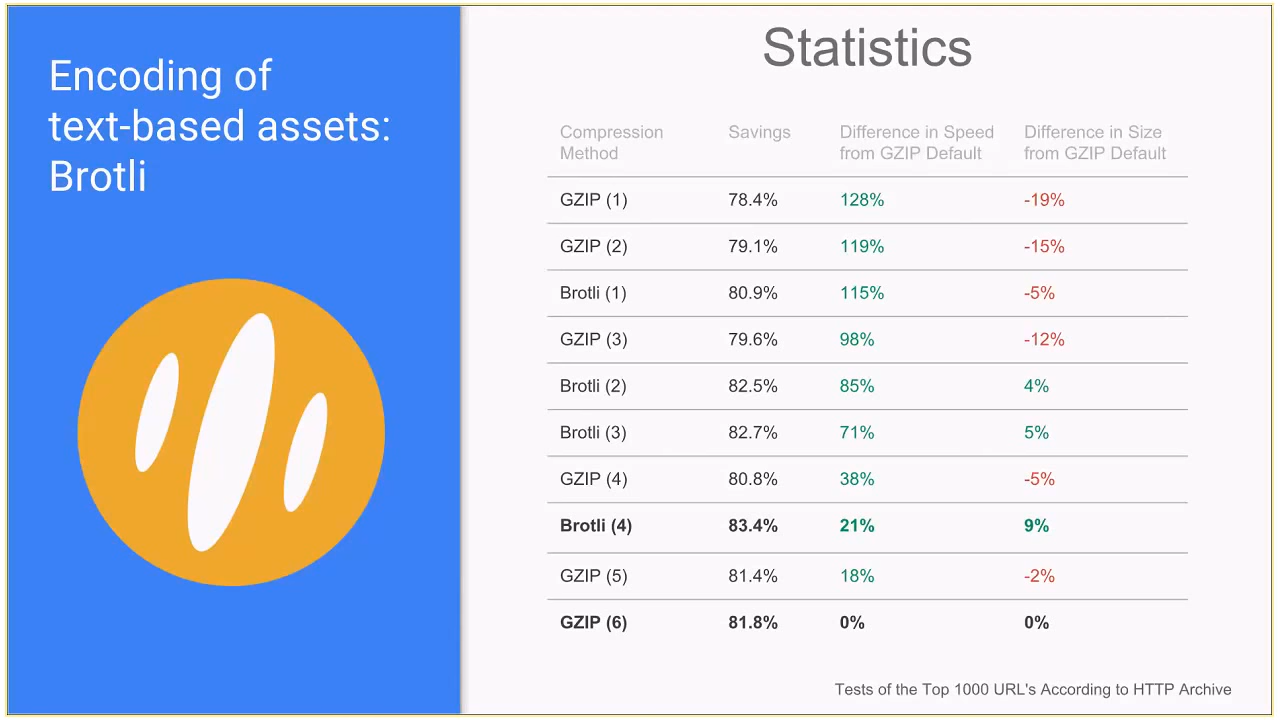 Encoding of
text-based assets:
Brotli
Statistics
Compression Method Savings Difference in Speed from GZIP Default Difference in Size from GZIP Default
GZIP (1) 78.4% 128% -19%
GZIP (2) 79.1% 119% -15%
Brotli (1) 80.9% 115% -5%
GZIP (3) 79.6% 98% -12%
Brotli (2) 82.5% 85% 4%
Brotli (3) 82.7% 71% 5%
GZIP (4) 80.8% 38% -5%
Brotli (4) 83.4% 21% 9%
GZIP (5) 81.4% 18% -2%
GZIP (6) 81.8% 0% 0%
Tests of the Top 1000 URL's According to HTTP Archive